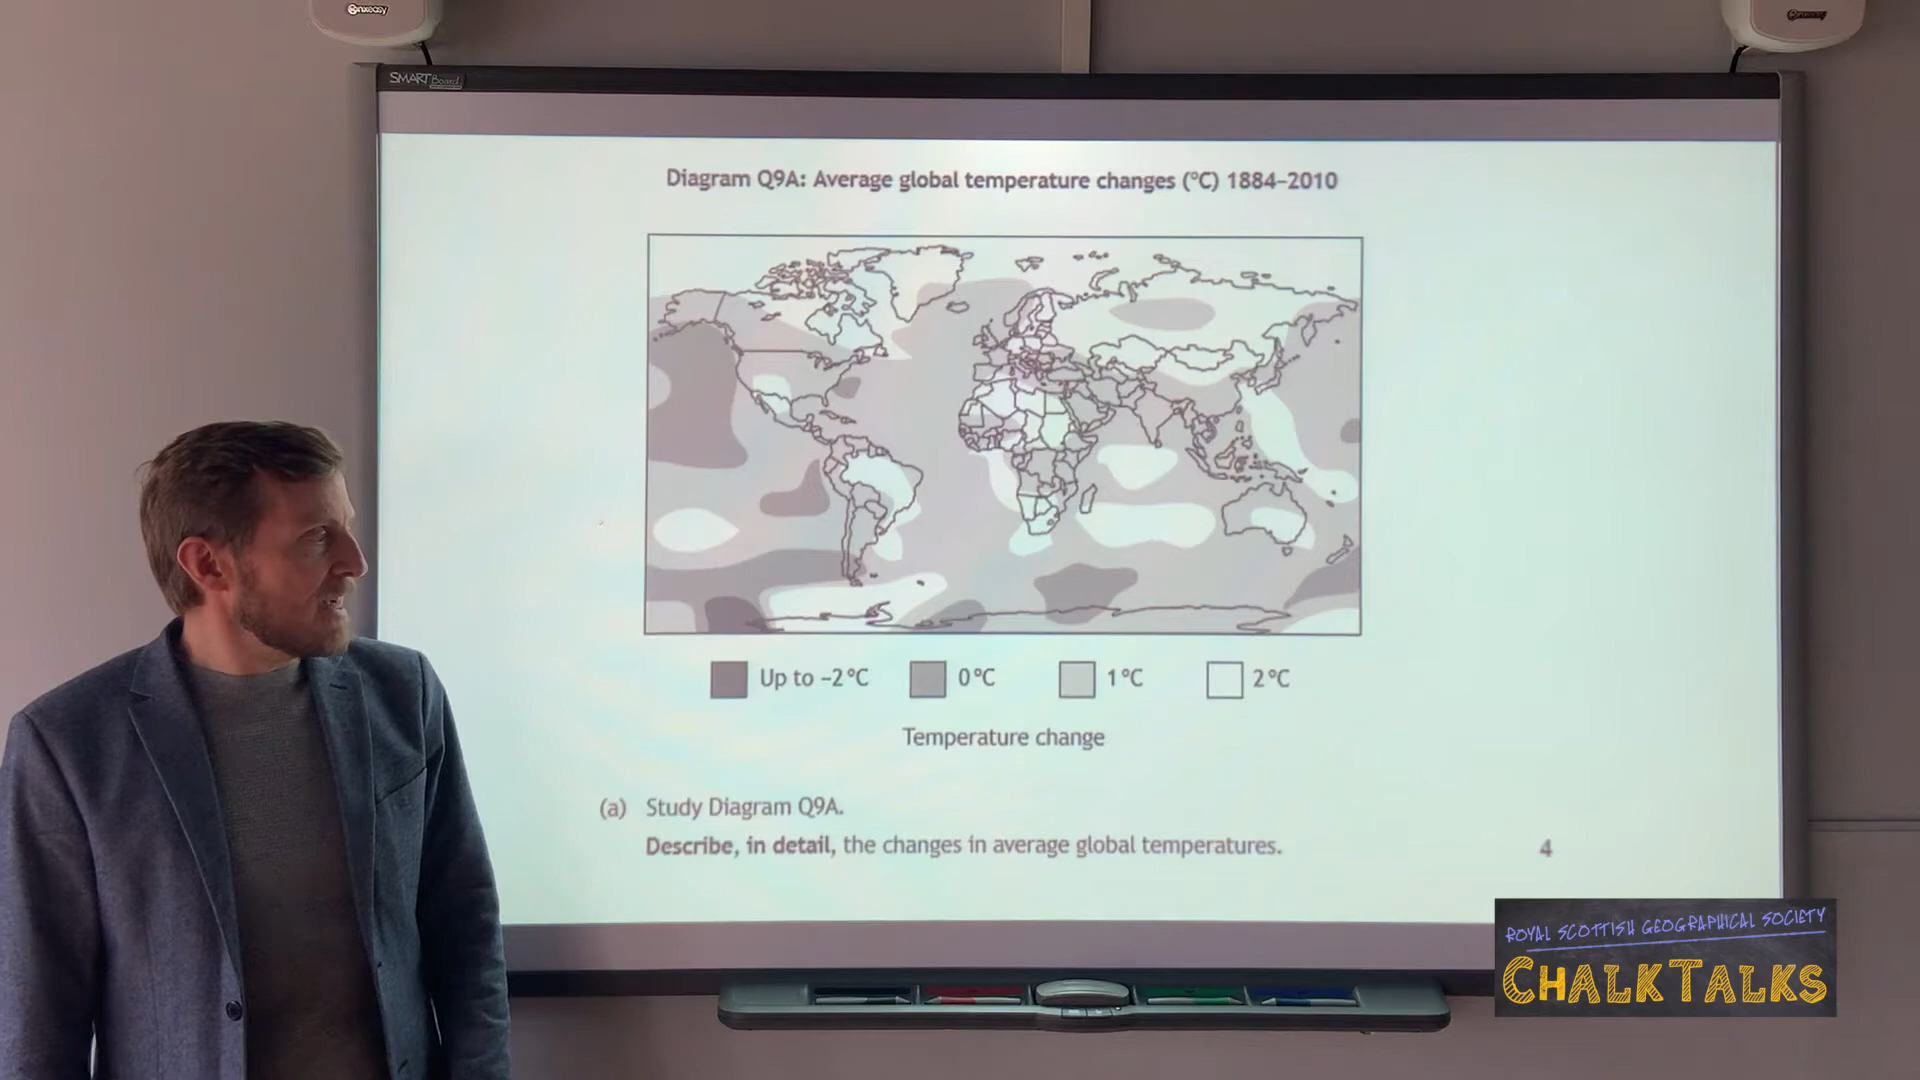 nxeasy
SMART Board
Diagram Q9A: Average global temperature changes (°C) 1884–2010
Up to –2°C
0°C
1°C
2°C
Temperature change
(a) Study Diagram Q9A.
Describe, in detail, the changes in average global temperatures.
4
ROYAL SCOTTISH GEOGRAPHICAL SOCIETY
CHALKTALKS